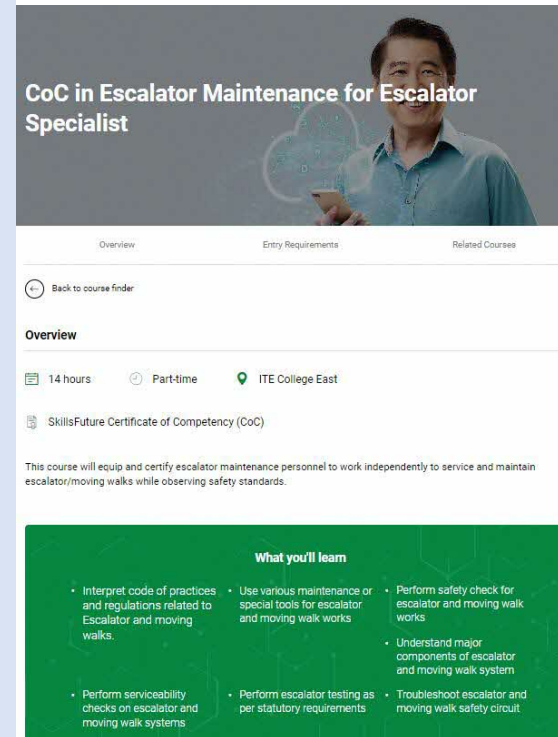 CoC in Escalator Maintenance for Escalator
Specialist
Overview
Entry Requirements
Related Courses
Back to course finder
Overview
14 hours
Part-time
ITE College East
SkillsFuture Certificate of Competency (CoC)
This course will equip and certify escalator maintenance personnel to work independently to service and maintain
escalator/moving walks while observing safety standards.
What you'll learn
• Interpret code of practices
and regulations related to
Escalator and moving
walks.
• Use various maintenance or
special tools for escalator
and moving walk works
• Perform safety check for
escalator and moving walk
works
• Understand major
components of escalator
and moving walk system
• Perform serviceability
checks on escalator and
moving walk systems
• Perform escalator testing as
per statutory requirements
• Troubleshoot escalator and
moving walk safety circuit